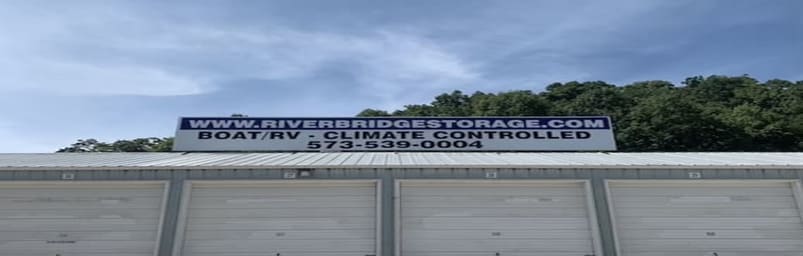 WWW.RIVERBRIDGESTORAGE.COM
BOAT/RV - CLIMATE CONTROLLED
573-539-0004